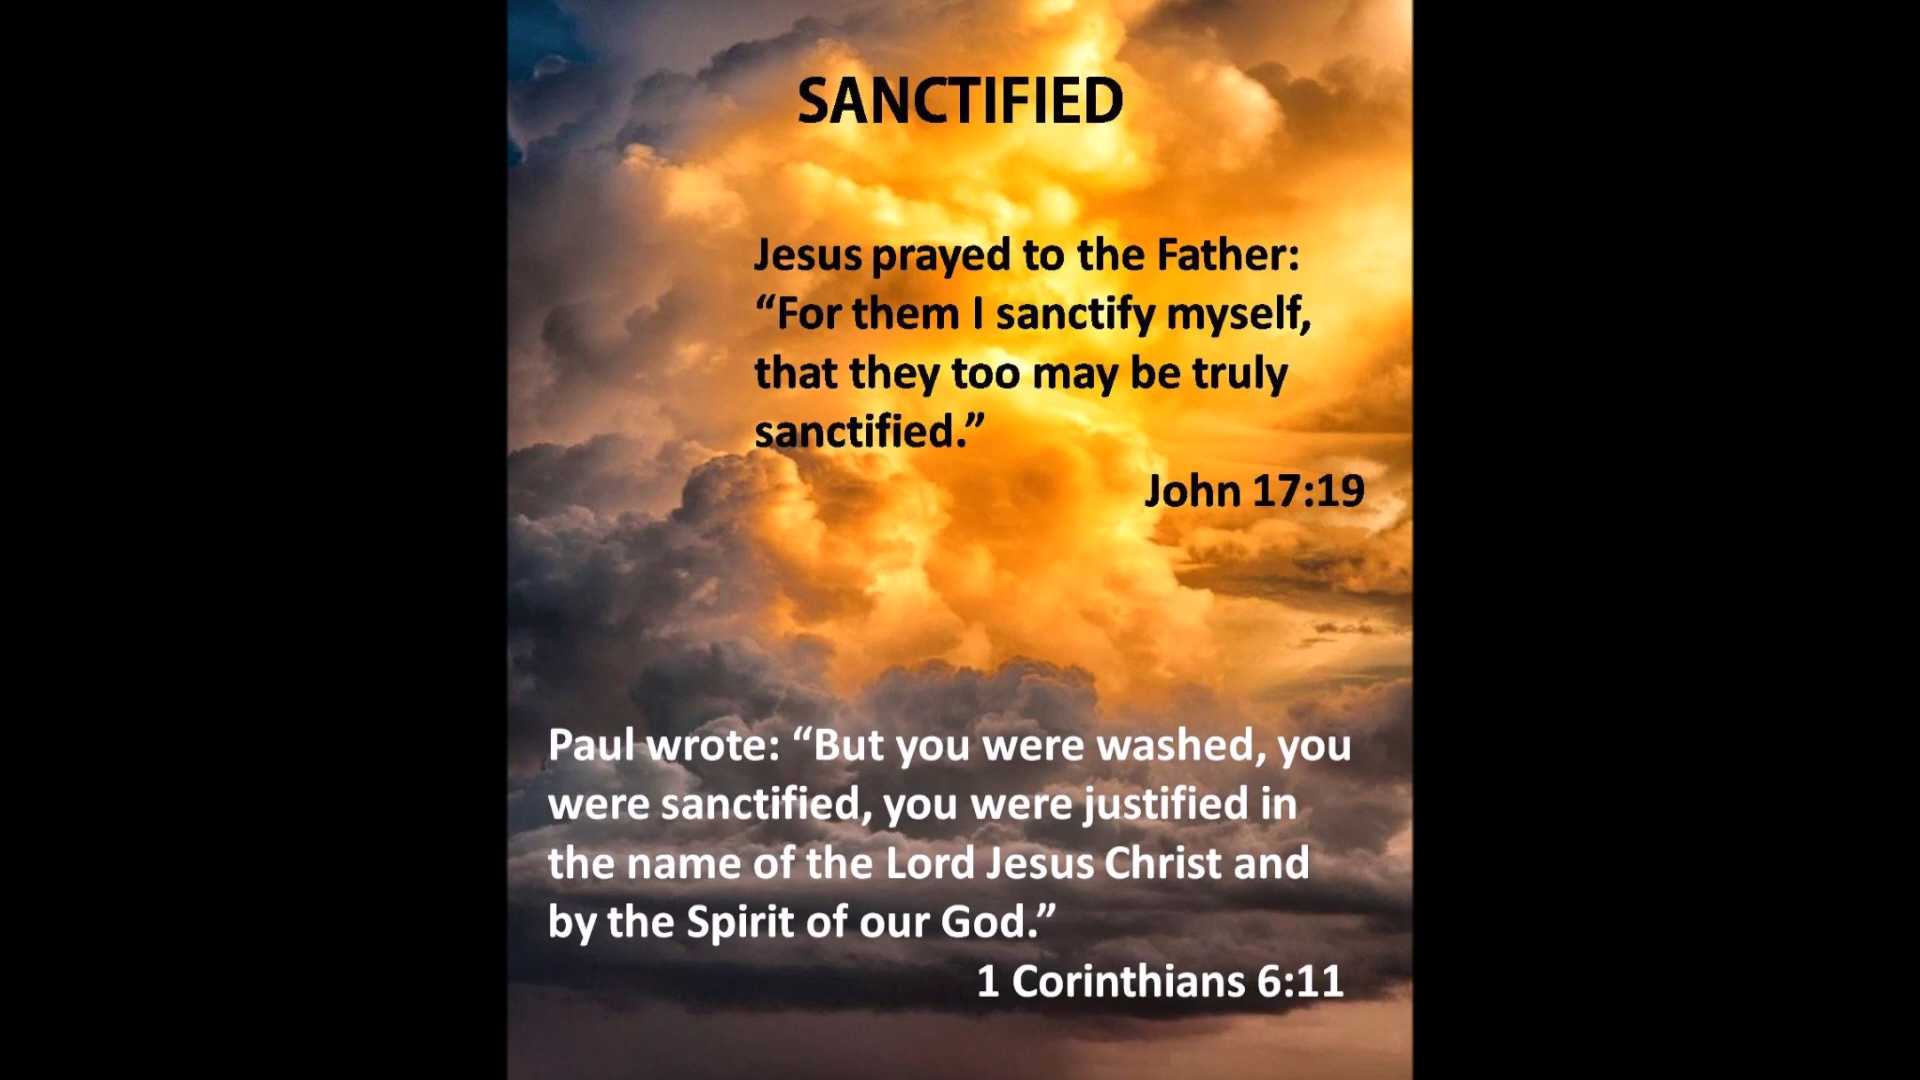 SANCTIFIED
Jesus prayed to the Father:
“For them I sanctify myself,
that they too may be truly
sanctified.”
John 17:19
Paul wrote: “But you were washed, you
were sanctified, you were justified in
the name of the Lord Jesus Christ and
by the Spirit of our God.”
1 Corinthians 6:11